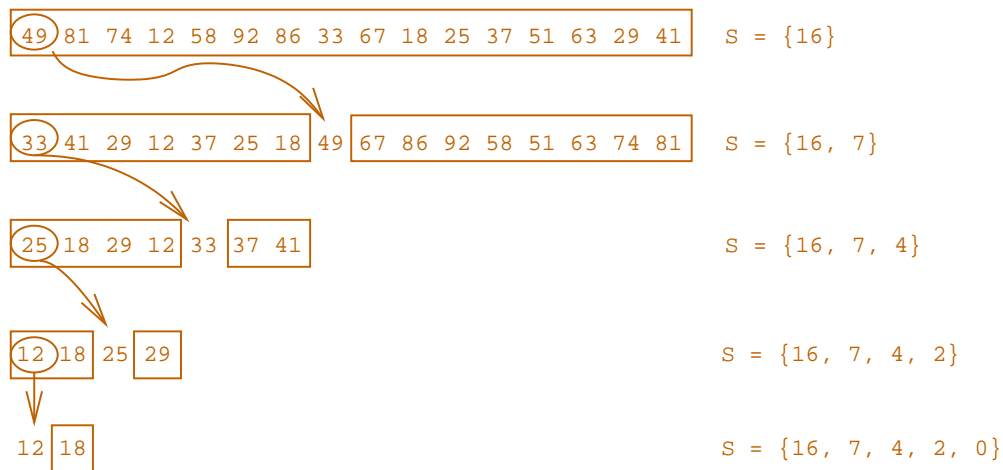 49 81 74 12 58 92 86 33 67 18 25 37 51 63 29 41 S = {16}
33 41 29 12 37 25 18 49 67 86 92 58 51 63 74 81 S = {16, 7}
25 18 29 12 33 37 41 S = {16, 7, 4}
12 18 25 29 S = {16, 7, 4, 2}
12 18 S = {16, 7, 4, 2, 0}